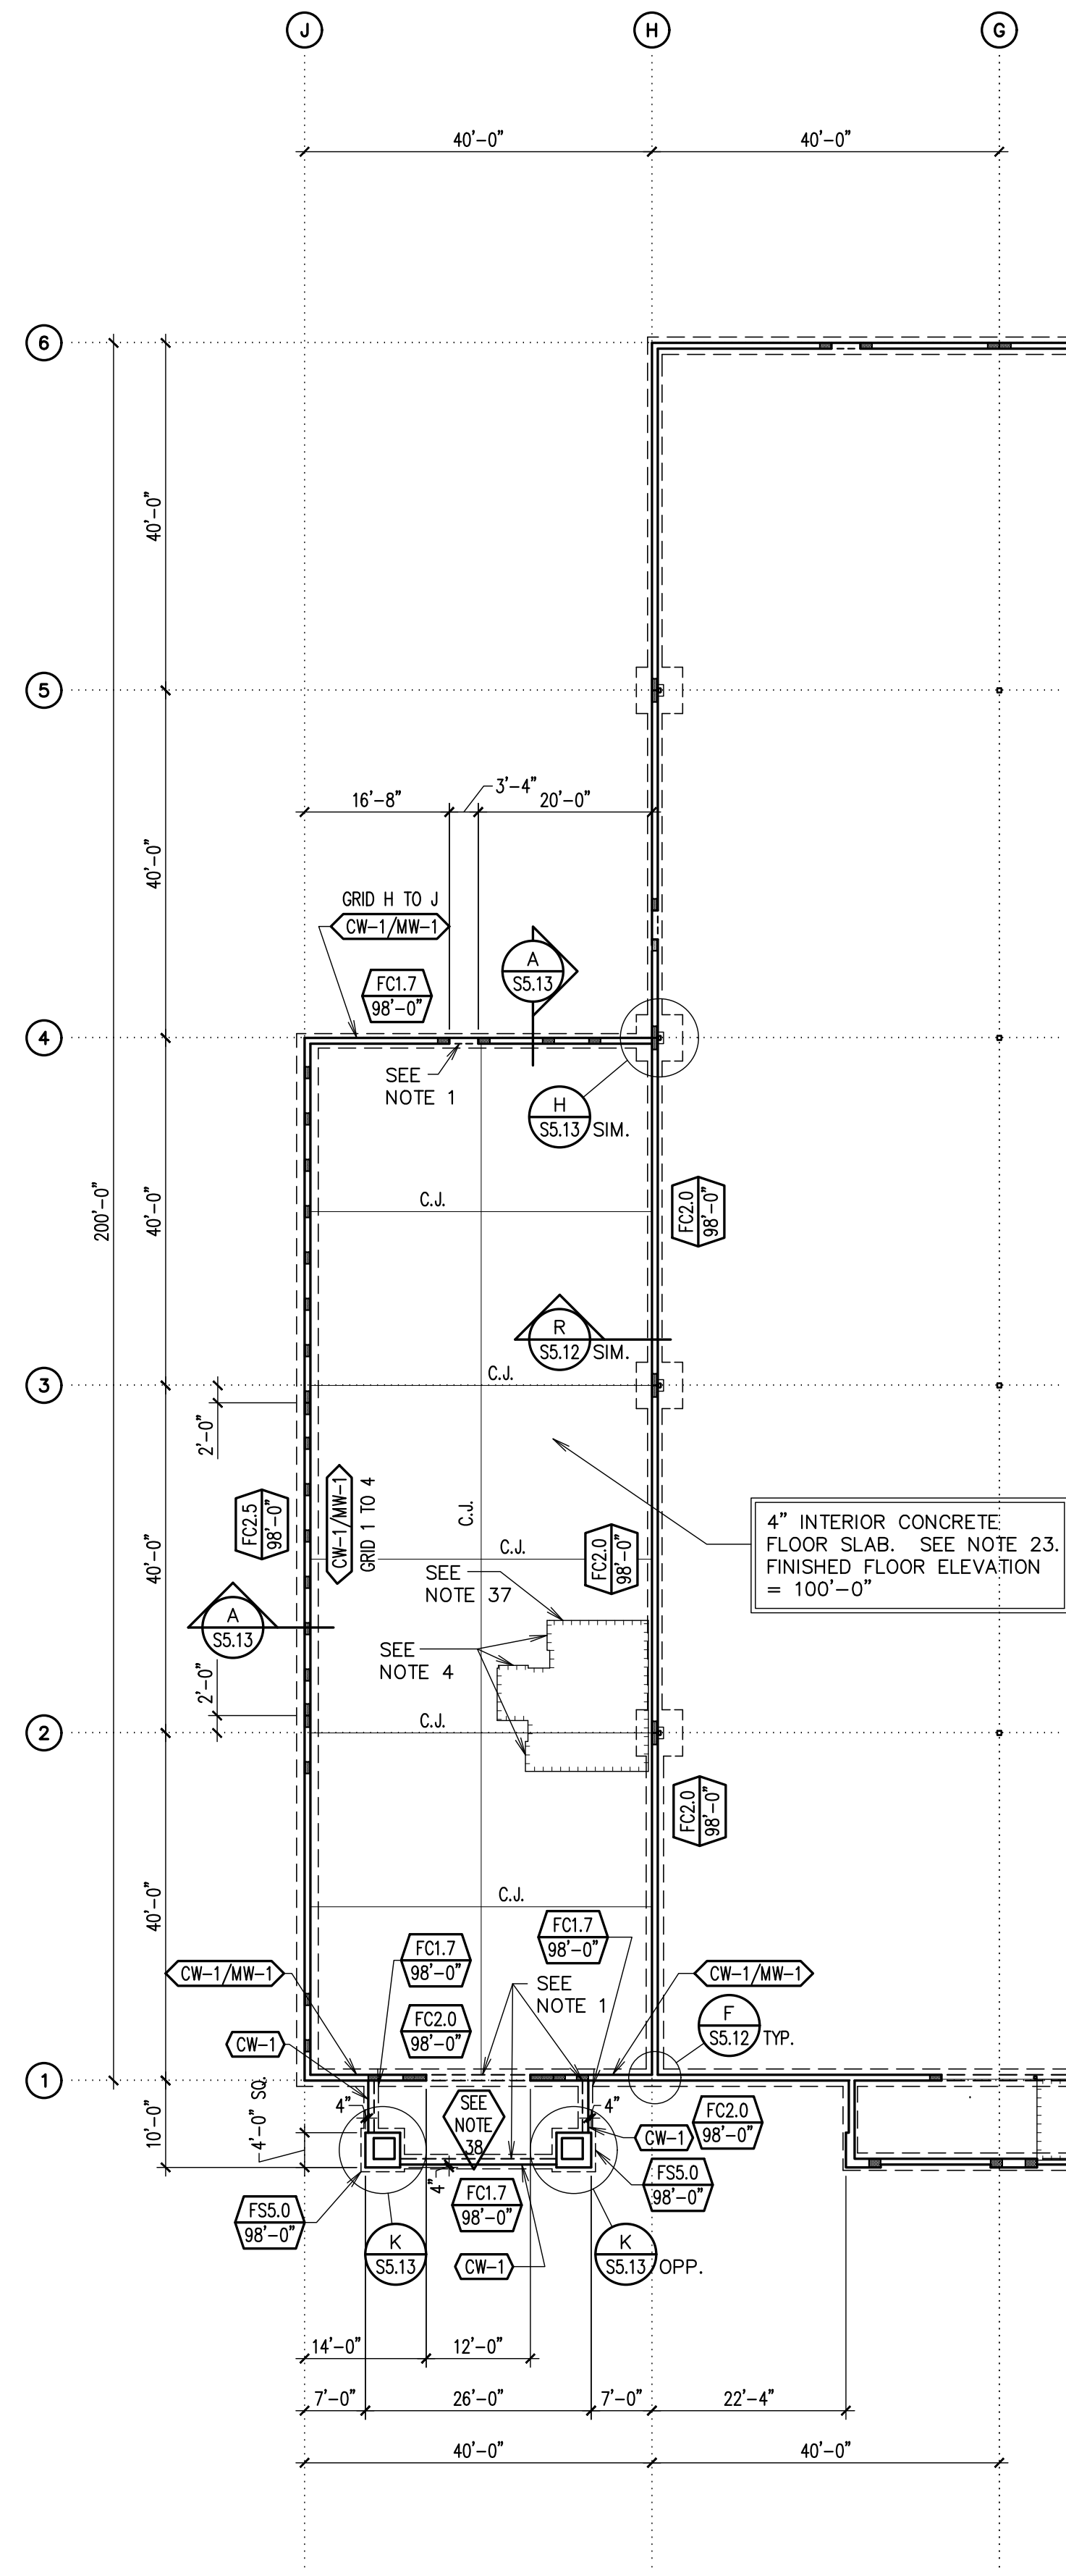 J
H
G
40'-0"
40'-0"
6
40'-0"
5
3'-4"
16'-8"
20'-0"
40'-0"
GRID H TO J
CW-1/MW-1
A
S5.13
FC1.7
98'-0"
4
SEE
NOTE 1
H
S5.13 SIM.
FC2.0
98'-0"
C.J.
200'-0"
40'-0"
R
S5.12 SIM.
C.J.
3
2'-0"
CW-1/MW-1
GRID 1 TO 4
FC2.5
98'-0"
C.J.
4" INTERIOR CONCRETE
FLOOR SLAB. SEE NOTE 23.
FINISHED FLOOR ELEVATION
= 100'-0"
40'-0"
C.J.
FC2.0
98'-0"
SEE
NOTE 37
A
S5.13
SEE
NOTE 4
2'-0"
C.J.
2
FC2.0
98'-0"
40'-0"
C.J.
FC1.7
98'-0"
FC1.7
98'-0"
CW-1/MW-1
CW-1/MW-1
SEE
NOTE 1
FC2.0
98'-0"
F
S5.12 TYP.
CW-1
1
10'-0"
4'-0" SQ.
4"
SEE
NOTE
38
4"
FC2.0
98'-0"
CW-1
FS5.0
98'-0"
4"
FC1.7
98'-0"
FS5.0
98'-0"
K
S5.13
CW-1
K
S5.13 OPP.
14'-0"
12'-0"
7'-0"
26'-0"
7'-0"
22'-4"
40'-0"
40'-0"